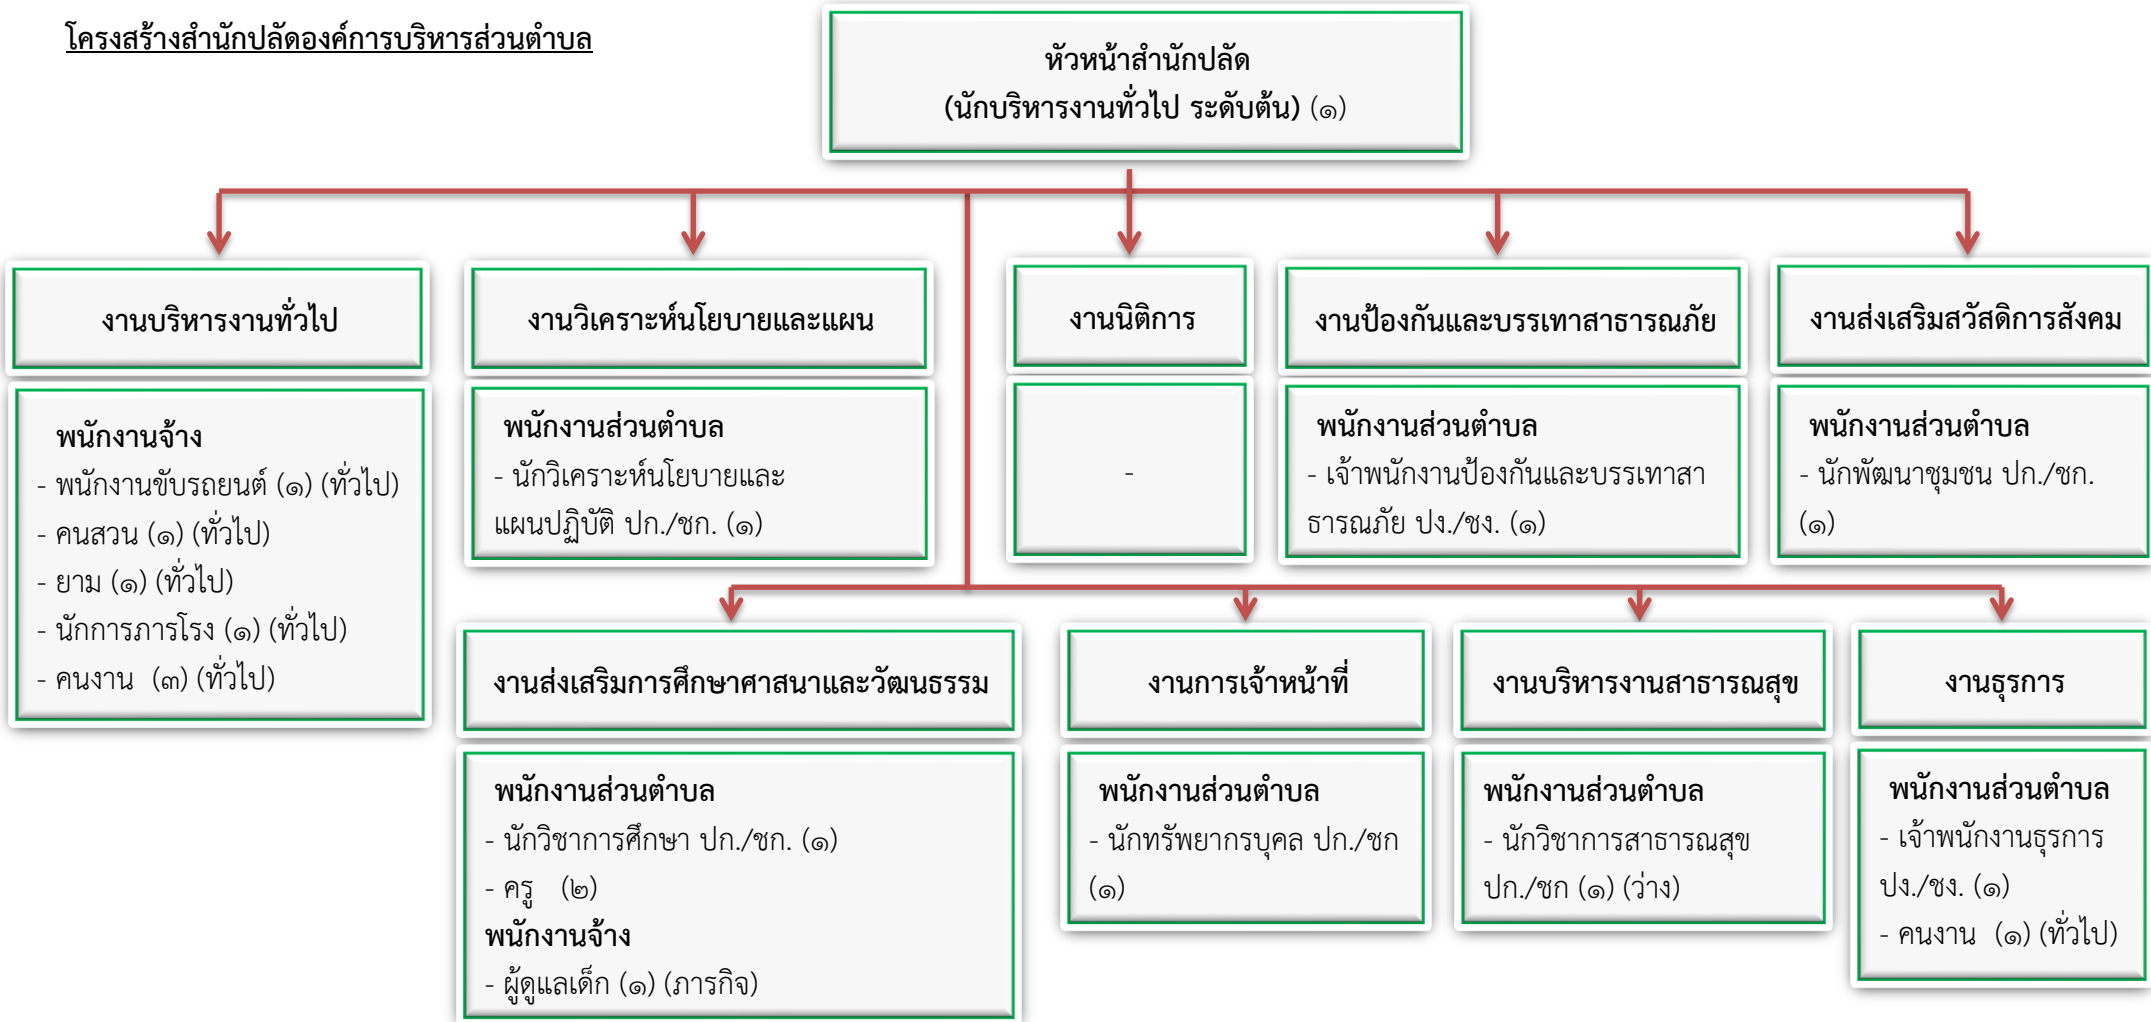 โครงสร้างสำนักปลัดองค์การบริหารส่วนตำบล
หัวหน้าสำนักปลัด
(นักบริหารงานทั่วไป ระดับต้น) (๑)
งานบริหารงานทั่วไป
พนักงานจ้าง
- พนักงานขับรถยนต์ (๑) (ทั่วไป)
- คนสวน (๑) (ทั่วไป)
- ยาม (๑) (ทั่วไป)
- นักการภารโรง (๑) (ทั่วไป)
- คนงาน (๓) (ทั่วไป)
งานวิเคราะห์นโยบายและแผน
พนักงานส่วนตำบล
- นักวิเคราะห์นโยบายและ
แผนปฏิบัติ ปก./ชก. (๑)
งานนิติการ
-
งานป้องกันและบรรเทาสาธารณภัย
พนักงานส่วนตำบล
- เจ้าพนักงานป้องกันและบรรเทาสา
ธารณภัย ปง./ชง. (๑)
งานส่งเสริมสวัสดิการสังคม
พนักงานส่วนตำบล
- นักพัฒนาชุมชน ปก./ชก.
(๑)
งานส่งเสริมการศึกษาศาสนาและวัฒนธรรม
พนักงานส่วนตำบล
- นักวิชาการศึกษา ปก./ชก. (๑)
- ครู (๒)
พนักงานจ้าง
- ผู้ดูแลเด็ก (๑) (ภารกิจ)
งานการเจ้าหน้าที่
พนักงานส่วนตำบล
- นักทรัพยากรบุคล ปก./ชก
(๑)
งานบริหารงานสาธารณสุข
พนักงานส่วนตำบล
- นักวิชาการสาธารณสุข
ปก./ชก (๑) (ว่าง)
งานธุรการ
พนักงานส่วนตำบล
- เจ้าพนักงานธุรการ
ปง./ชง. (๑)
- คนงาน (๑) (ทั่วไป)